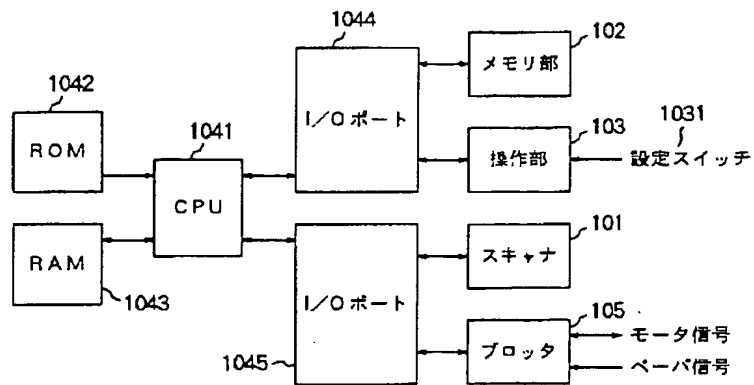 1044
102
メモリ部
1042
ROM
1041
CPU
I/Oポート
103
操作部
1031
設定スイッチ
RAM
1043
I/Oポート
1045
101
スキャナ
105
プロッタ
モータ信号
ペーパ信号